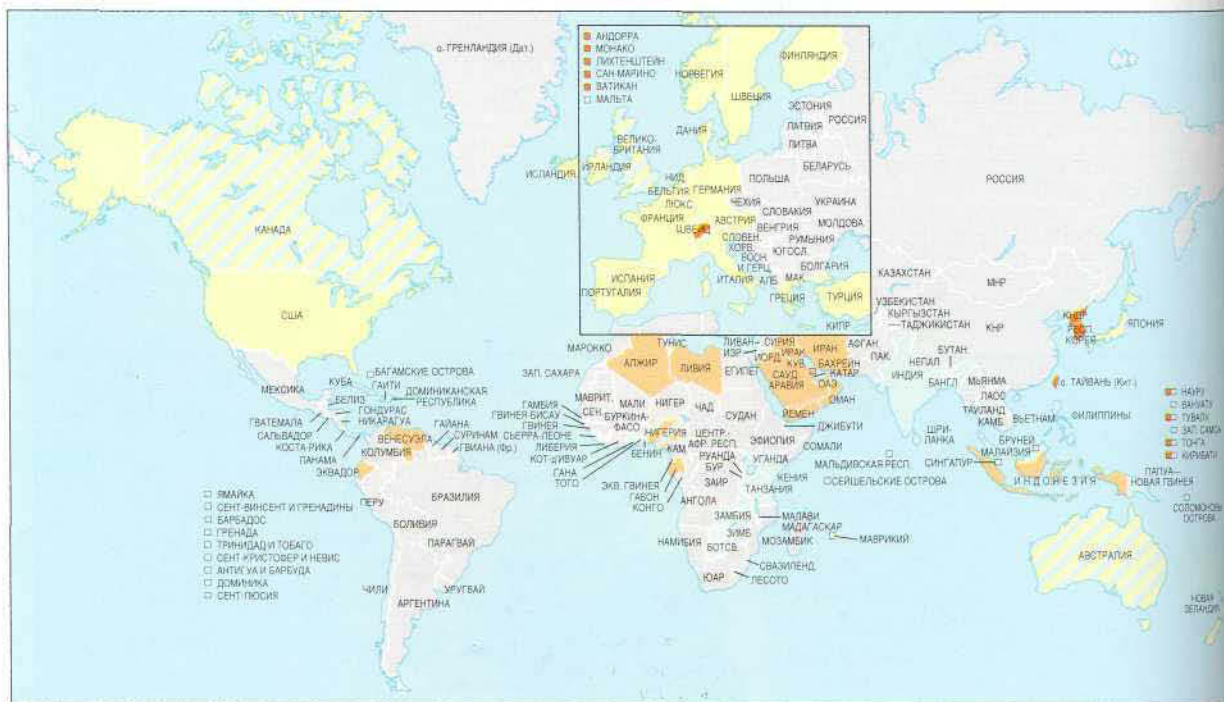 о. ГРЕНЛАНДИЯ (Дат.)
КАНАДА
США
МЕКСИКА
КУБА
БАГАМСКИЕ ОСТРОВА
ГАИТИ
БЕЛИЗ
ДОМИНИКАНСКАЯ
РЕСПУБЛИКА
ГОНДУРАС
НИКАРАГУА
ГВАТЕМАЛА
САЛЬВАДОР
КОСТА-РИКА
ПАНАМА
ВЕНЕСУЭЛА
ГАЙАНА
СУРИНАМ
ГВИАНА (Фр.)
КОЛУМБИЯ
ЭКВАДОР
ПЕРУ
БРАЗИЛИЯ
БОЛИВИЯ
ПАРАГВАЙ
ЧИЛИ
УРУГВАЙ
АРГЕНТИНА
ЯМАЙКА
СЕНТ-ВИНСЕНТ И ГРЕНАДИНЫ
БАРБАДОС
ГРЕНАДА
ТРИНИДАД И ТОБАГО
СЕНТ-КРИСТОФЕР И НЕВИС
АНТИГУА И БАРБУДА
ДОМИНИКА
СЕНТ-ЛЮСИЯ
АНДОРРА
МОНАКО
ЛИХТЕНШТЕЙН
САН-МАРИНО
ВАТИКАН
МАЛЬТА
ФИНЛЯНДИЯ
НОРВЕГИЯ
ШВЕЦИЯ
ЭСТОНИЯ
РОССИЯ
ЛАТВИЯ
ЛИТВА
ДАНИЯ
ВЕЛИКО-
БРИТАНИЯ
ИРЛАНДИЯ
ИСЛАНДИЯ
БЕЛАРУСЬ
НИД.
ПОЛЬША
БЕЛЬГИЯ
ГЕРМАНИЯ
ЛЮКС.
ЧЕХИЯ
УКРАИНА
СЛОВАКИЯ
ФРАНЦИЯ
АВСТРИЯ
МОЛДОВА
ШВЕЙ
ВЕНГРИЯ
СЛОВЕН.
РУМЫНИЯ
ХОРВ.
ЮГОСЛ.
БОСН.
И ГЕРЦ.
БОЛГАРИЯ
ИСПАНИЯ
ИТАЛИЯ
АЛБ.
МАК.
ПОРТУГАЛИЯ
ГРЕЦИЯ
ТУРЦИЯ
КИПР
РОССИЯ
КАЗАХСТАН
МНР
УЗБЕКИСТАН
КЫРГЫЗСТАН
ТАДЖИКИСТАН
КНР
КНДР
КОРЕЯ
ЯПОНИЯ
МАРОККО
ТУНИС
АЛЖИР
ЛИВИЯ
ЕГИПЕТ
ЗАП. САХАРА
ЛИВАН
СИРИЯ
ИЗР.
ИОРД.
ИРАК
ИРАН
КУВ.
БАХРЕЙН
КАТАР
САУД.
АРАВИЯ
ОАЭ
ОМАН
ЙЕМЕН
АФГАН.
ПАК.
НЕПАЛ
БУТАН
ИНДИЯ
БАНГЛ.
МЬЯНМА
ЛАОС
ТАИЛАНД
КАМБ.
ВЬЕТНАМ
о. ТАЙВАНЬ (Кит.)
ФИЛИППИНЫ
ШРИ-
ЛАНКА
БРУНЕЙ
МАЛАЙЗИЯ
СИНГАПУР
ИНДОНЕЗИЯ
ПАПУА—
НОВАЯ ГВИНЕЯ
СОЛОМОНОВЫ
ОСТРОВА
АВСТРАЛИЯ
НОВАЯ
ЗЕЛАНДИЯ
НАУРУ
ВАНУАТУ
ТУВАЛУ
ЗАП. САМОА
ТОНГА
КИРИБАТИ
МАВРИТ.
МАЛИ
НИГЕР
ЧАД
СУДАН
ГАМБИЯ
СЕН.
ГВИНЕЯ-БИСАУ
ГВИНЕЯ
БУРКИНА-
ФАСО
СЬЕРРА-ЛЕОНЕ
ЛИБЕРИЯ
КОТ-д'ИВУАР
ГАНА
ТОГО
БЕНИН
НИГЕРИЯ
КАМ.
ЦЕНТР.-
АФР. РЕСП.
ДЖИБУТИ
ЭФИОПИЯ
СОМАЛИ
УГАНДА
РУАНДА
БУР.
КЕНИЯ
ЗАИР
ТАНЗАНИЯ
ЭКВ. ГВИНЕЯ
ГАБОН
КОНГО
АНГОЛА
ЗАМБИЯ
МАЛАВИ
МАДАГАСКАР
ЗИМБ.
МОЗАМБИК
МАВРИКИЙ
НАМИБИЯ
БОТСВ.
СВАЗИЛЕНД
ЛЕСОТО
ЮАР
МАЛЬДИВСКАЯ РЕСП.
СЕЙШЕЛЬСКИЕ ОСТРОВА